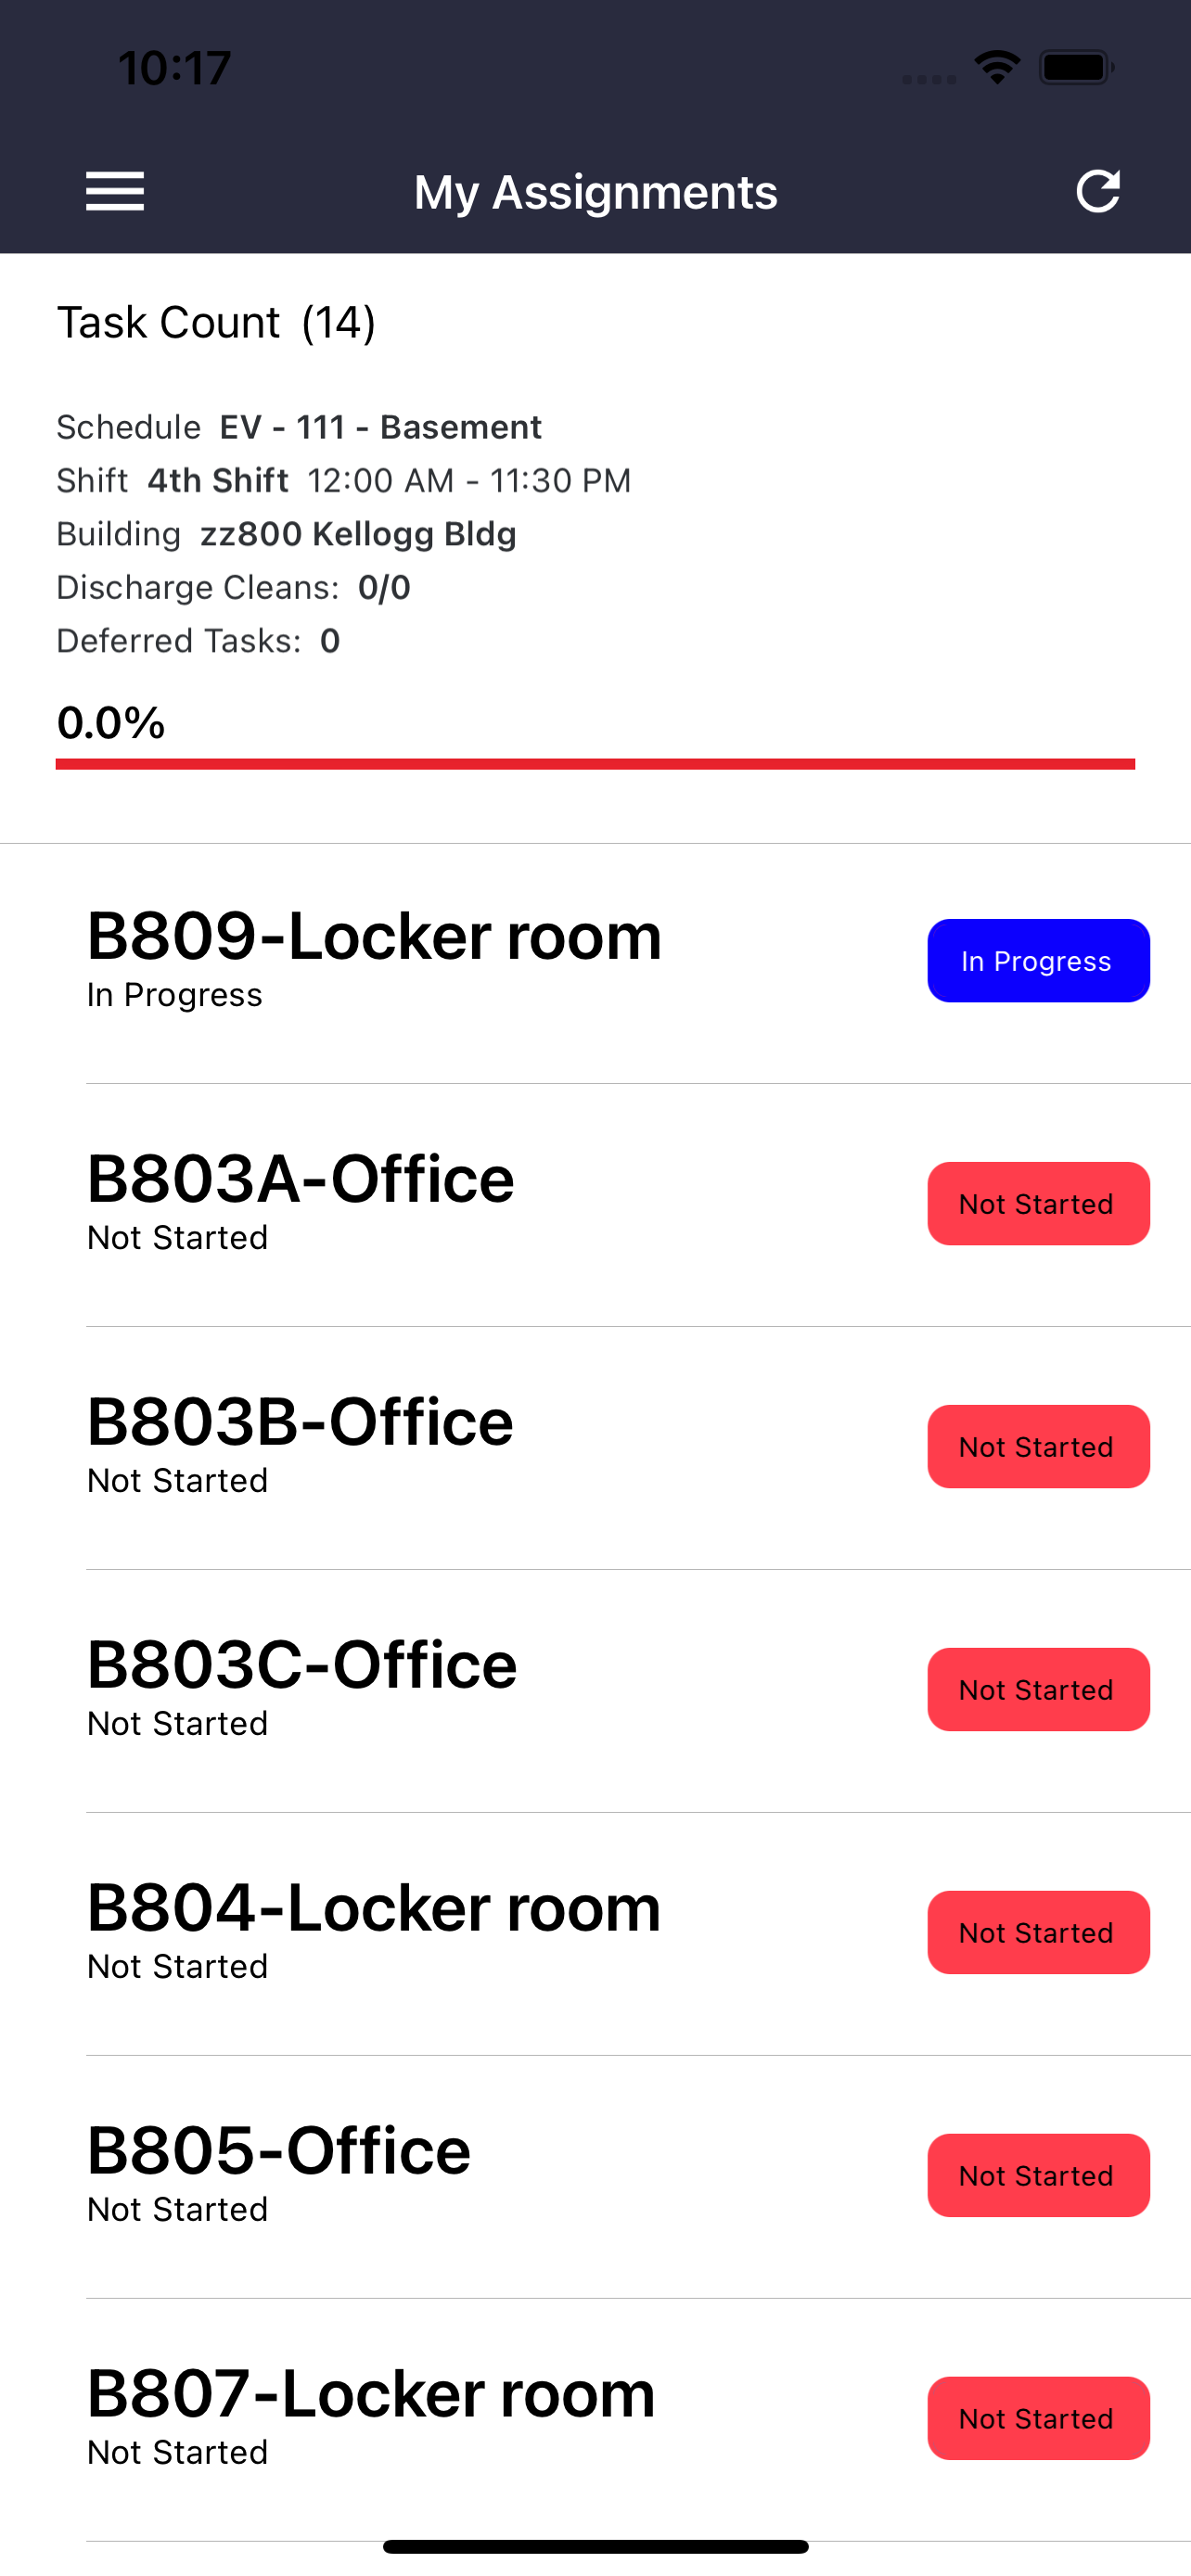 10:17
My Assignments
Task Count (14)
Schedule EV - 111 - Basement
Shift 4th Shift 12:00 AM - 11:30 PM
Building zz800 Kellogg Bldg
Discharge Cleans: 0/0
Deferred Tasks: 0
0.0%
B809-Locker room
In Progress
In Progress
B803A-Office
Not Started
Not Started
B803B-Office
Not Started
Not Started
B803C-Office
Not Started
Not Started
B804-Locker room
Not Started
Not Started
B805-Office
Not Started
Not Started
B807-Locker room
Not Started
Not Started